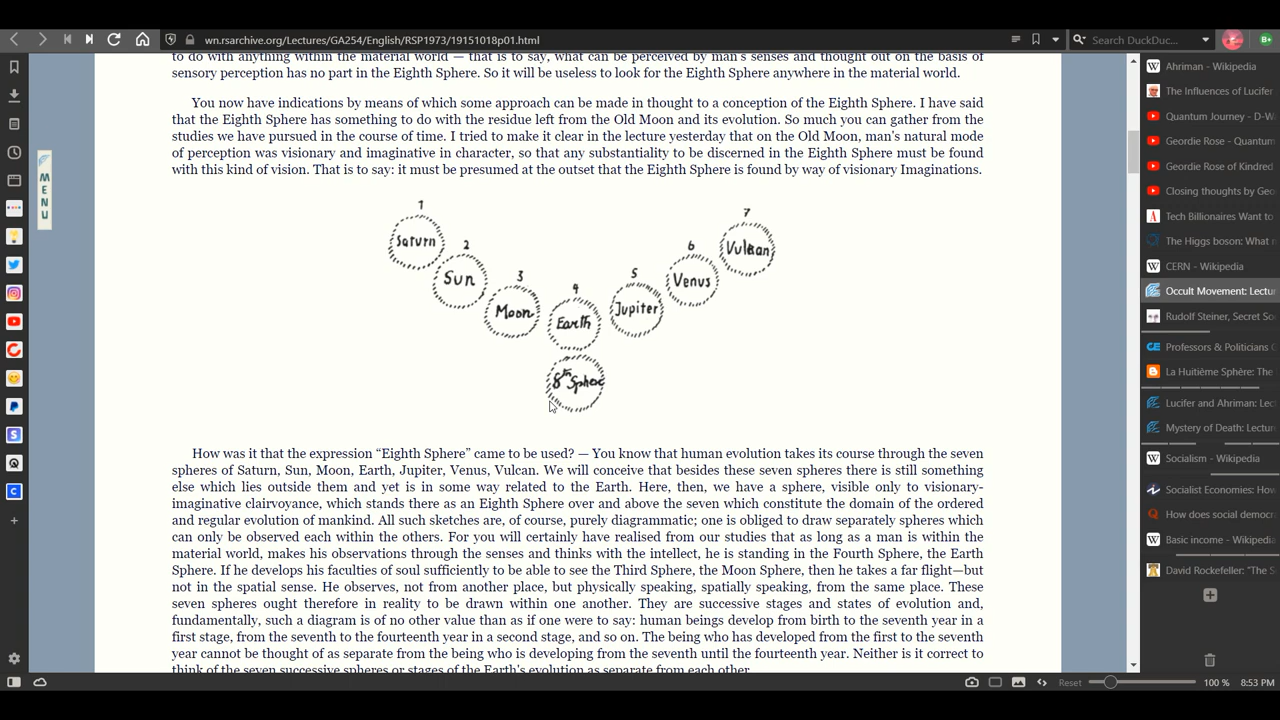 wn.rsarchive.org/Lectures/GA254/English/RSP1973/19151018p01.html
Search DuckDuc...
MENU
to do with anything within the material world — that is to say, what can be perceived by man's senses and thought out on the basis of
sensory perception has no part in the Eighth Sphere. So it will be useless to look for the Eighth Sphere anywhere in the material world.
You now have indications by means of which some approach can be made in thought to a conception of the Eighth Sphere. I have said
that the Eighth Sphere has something to do with the residue left from the Old Moon and its evolution. So much you can gather from the
studies we have pursued in the course of time. I tried to make it clear in the lecture yesterday that on the Old Moon, man's natural mode
of perception was visionary and imaginative in character, so that any substantiality to be discerned in the Eighth Sphere must be found
with this kind of vision. That is to say: it must be presumed at the outset that the Eighth Sphere is found by way of visionary Imaginations.
1
Saturn
2
Sun
3
Moon
4
Earth
5
Jupiter
6
Venus
7
Vulkan
8th Sphere
How was it that the expression “Eighth Sphere” came to be used? — You know that human evolution takes its course through the seven
spheres of Saturn, Sun, Moon, Earth, Jupiter, Venus, Vulcan. We will conceive that besides these seven spheres there is still something
else which lies outside them and yet is in some way related to the Earth. Here, then, we have a sphere, visible only to visionary-
imaginative clairvoyance, which stands there as an Eighth Sphere over and above the seven which constitute the domain of the ordered
and regular evolution of mankind. All such sketches are, of course, purely diagrammatic; one is obliged to draw separately spheres which
can only be observed each within the others. For you will certainly have realised from our studies that as long as a man is within the
material world, makes his observations through the senses and thinks with the intellect, he is standing in the Fourth Sphere, the Earth
Sphere. If he develops his faculties of soul sufficiently to be able to see the Third Sphere, the Moon Sphere, then he takes a far flight—but
not in the spatial sense. He observes, not from another place, but physically speaking, spatially speaking, from the same place. These
seven spheres ought therefore in reality to be drawn within one another. They are successive stages and states of evolution and,
fundamentally, such a diagram is of no other value than as if one were to say: human beings develop from birth to the seventh year in a
first stage, from the seventh to the fourteenth year in a second stage, and so on. The being who has developed from the first to the seventh
year cannot be thought of as separate from the being who is developing from the seventh until the fourteenth year. Neither is it correct to
think of the seven successive spheres or stages of the Earth's evolution as separate from each other.
Ahriman - Wikipedia
The Influences of Lucifer
Quantum Journey - D-W
Geordie Rose - Quantum
Geordie Rose of Kindred
Closing thoughts by Geo
Tech Billionaires Want to
The Higgs boson: What m
CERN - Wikipedia
Occult Movement: Lectur
Rudolf Steiner, Secret So
Professors & Politicians G
La Huitième Sphère: The
Lucifer and Ahriman: Lec
Mystery of Death: Lectur
Socialism - Wikipedia
Socialist Economies: How
How does social democr
Basic income - Wikipedia
David Rockefeller: "The S
Reset
100 %
8:53 PM